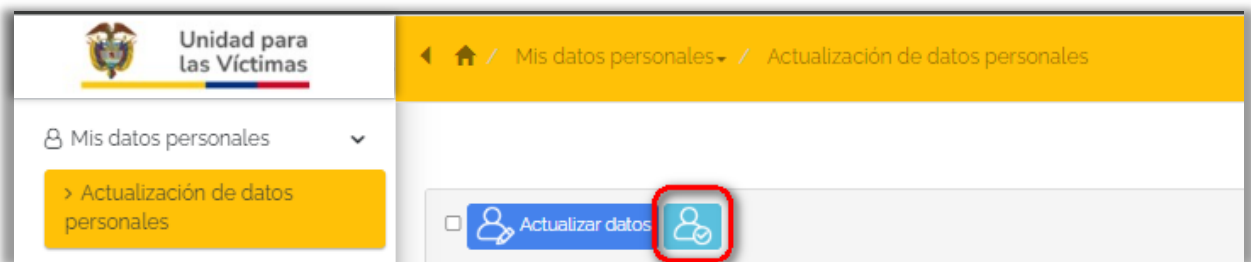 Unidad para
las Víctimas
/ Mis datos personales / Actualización de datos personales
Mis datos personales
> Actualización de datos
personales
Actualizar datos